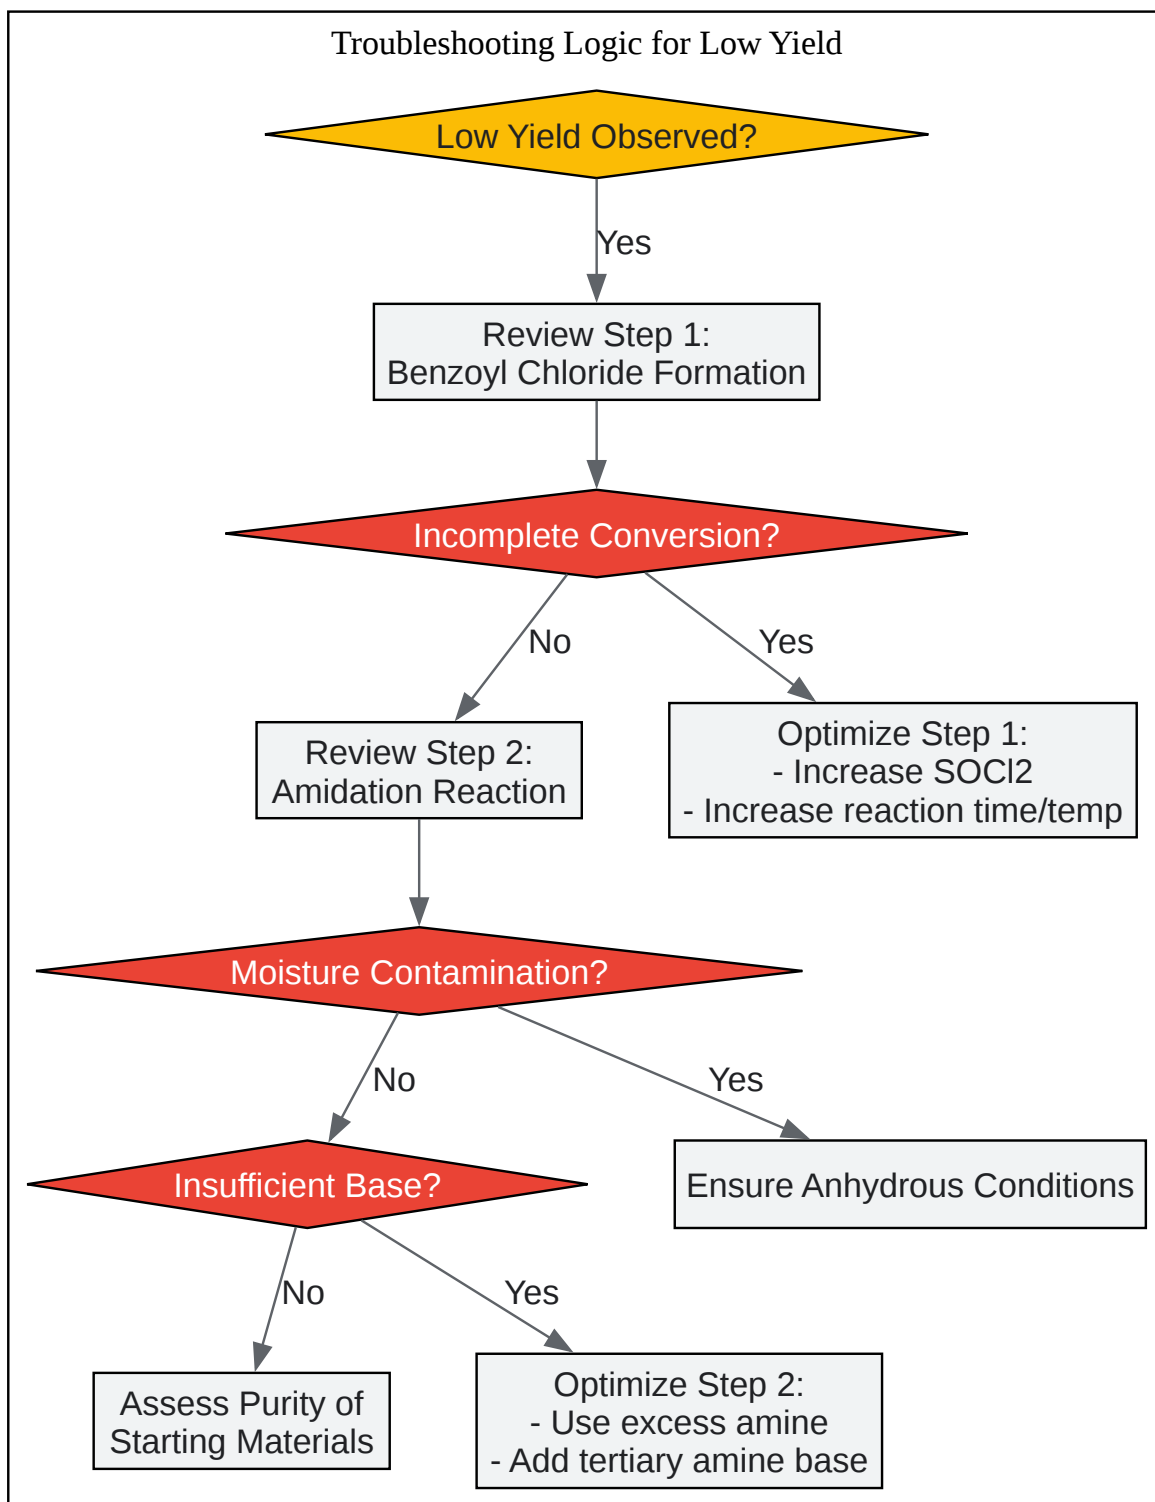 Troubleshooting Logic for Low Yield
Low Yield Observed?
Yes
Review Step 1:
Benzoyl Chloride Formation
Incomplete Conversion?
No
Yes
Review Step 2:
Amidation Reaction
Optimize Step 1:
- Increase SOCl2
- Increase reaction time/temp
Moisture Contamination?
No
Yes
Insufficient Base?
Ensure Anhydrous Conditions
No
Yes
Assess Purity of
Starting Materials
Optimize Step 2:
- Use excess amine
- Add tertiary amine base